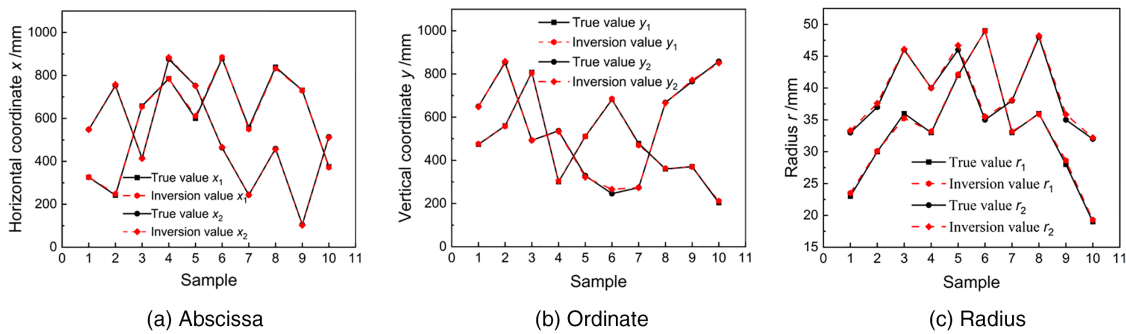 Horizontal coordinate x /mm
1000
800
600
400
200
0
True value x1
Inversion value x1
True value x2
Inversion value x2
0 1 2 3 4 5 6 7 8 9 10 11
Sample
(a) Abscissa
Vertical coordinate y /mm
1000
800
600
400
200
0
True value y1
Inversion value y1
True value y2
Inversion value y2
0 1 2 3 4 5 6 7 8 9 10 11
Sample
(b) Ordinate
Radius r /mm
50
45
40
35
30
25
20
15
True value r1
Inversion value r1
True value r2
Inversion value r2
0 1 2 3 4 5 6 7 8 9 10 11
Sample
(c) Radius